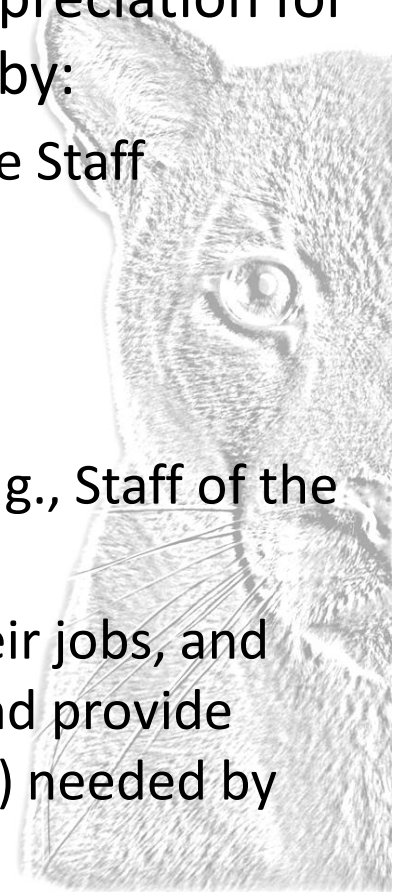 preciation for
by:
e Staff
g., Staff of the
eir jobs, and
nd provide
) needed by